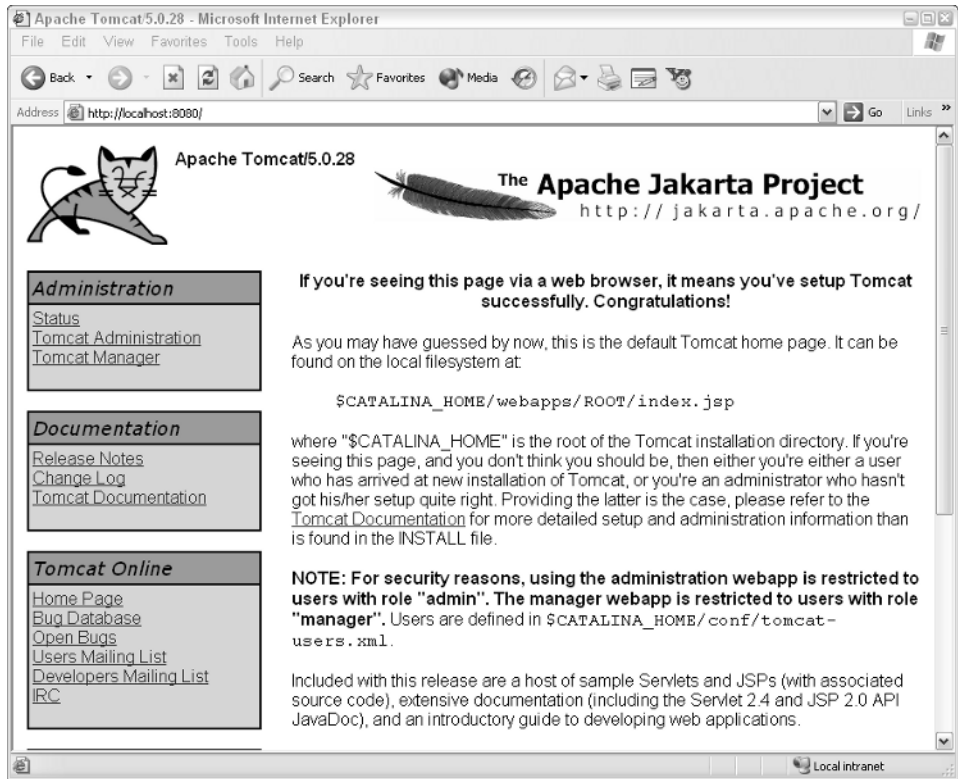 Apache Tomcat/5.0.28 - Microsoft Internet Explorer
File Edit View Favorites Tools Help
Back Search Favorites Media
Address http://localhost:8080/ Go Links »
Apache Tomcat/5.0.28
The Apache Jakarta Project
http://jakarta.apache.org/
Administration
Status
Tomcat Administration
Tomcat Manager
Documentation
Release Notes
Change Log
Tomcat Documentation
Tomcat Online
Home Page
Bug Database
Open Bugs
Users Mailing List
Developers Mailing List
IRC
If you're seeing this page via a web browser, it means you've setup Tomcat
successfully. Congratulations!
As you may have guessed by now, this is the default Tomcat home page. It can be
found on the local filesystem at:
$CATALINA_HOME/webapps/ROOT/index.jsp
where "$CATALINA_HOME" is the root of the Tomcat installation directory. If you're
seeing this page, and you don't think you should be, then either you're either a user
who has arrived at new installation of Tomcat, or you're an administrator who hasn't
got his/her setup quite right. Providing the latter is the case, please refer to the
Tomcat Documentation for more detailed setup and administration information than
is found in the INSTALL file.
NOTE: For security reasons, using the administration webapp is restricted to
users with role "admin". The manager webapp is restricted to users with role
"manager". Users are defined in $CATALINA_HOME/conf/tomcat-
users.xml.
Included with this release are a host of sample Servlets and JSPs (with associated
source code), extensive documentation (including the Servlet 2.4 and JSP 2.0 API
JavaDoc), and an introductory guide to developing web applications.
Local intranet